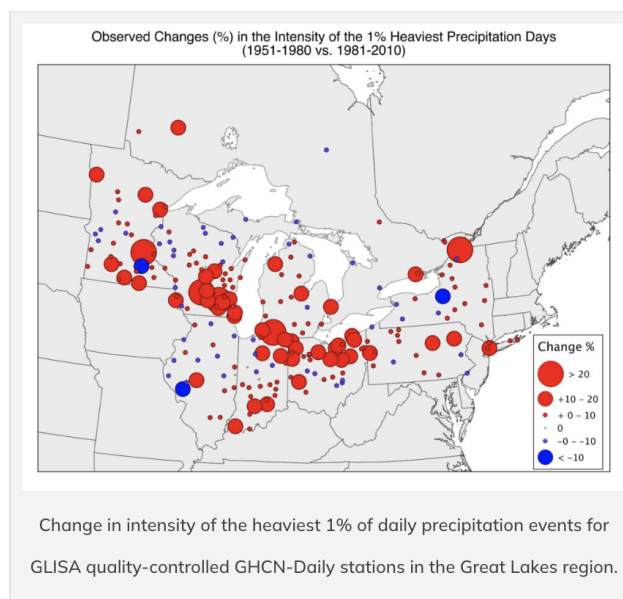 Observed Changes (%) in the Intensity of the 1% Heaviest Precipitation Days
(1951-1980 vs. 1981-2010)
Change %
> 20
+10 – 20
+ 0 – 10
0
-0 – -10
< -10
Change in intensity of the heaviest 1% of daily precipitation events for
GLISA quality-controlled GHCN-Daily stations in the Great Lakes region.